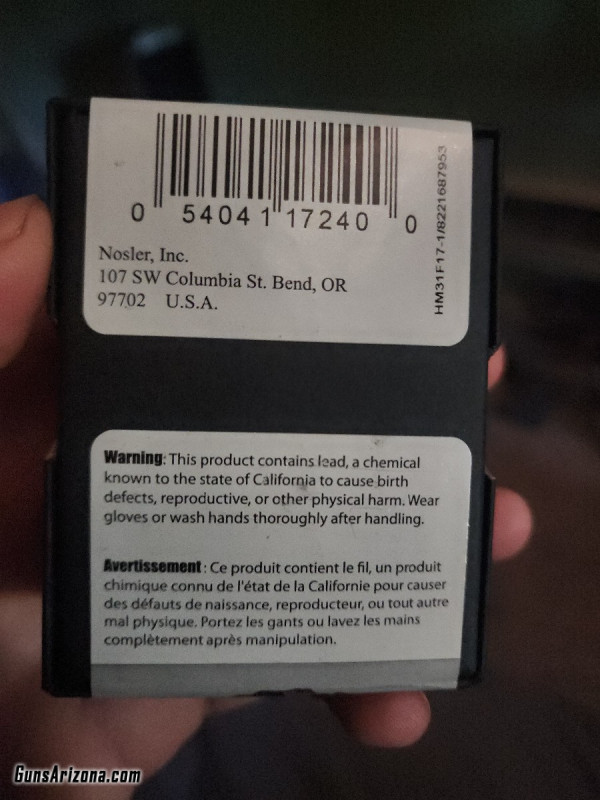 0 54041 17240 0
HM31F17-1/8221687953
Nosler, Inc.
107 SW Columbia St. Bend, OR
97702 U.S.A.
Warning: This product contains lead, a chemical
known to the state of California to cause birth
defects, reproductive, or other physical harm. Wear
gloves or wash hands thoroughly after handling.
Avertissement : Ce produit contient le fil, un produit
chimique connu de l'état de la Californie pour causer
des défauts de naissance, reproducteur, ou tout autre
mal physique. Portez les gants ou lavez les mains
complètement après manipulation.
GunsArizona.com